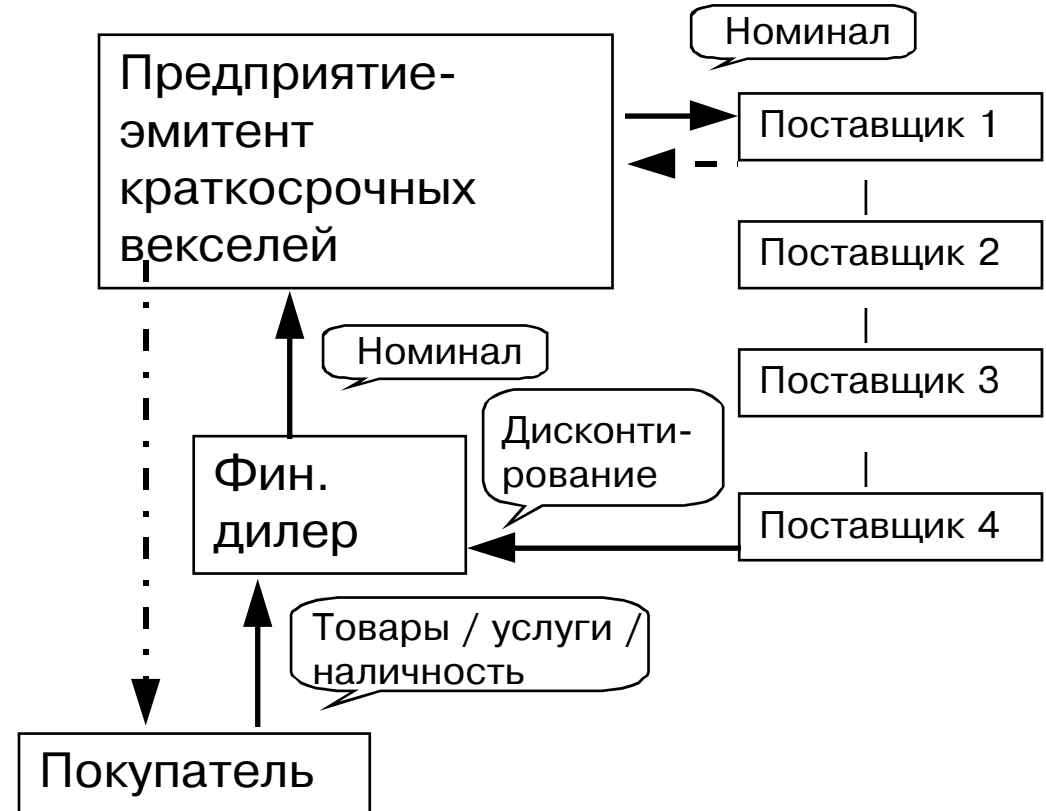 Номинал
Предприятие-
эмитент
краткосрочных
векселей
Поставщик 1
Поставщик 2
Номинал
Поставщик 3
Дисконти-
рование
Фин.
дилер
Поставщик 4
Товары / услуги /
наличность
Покупатель